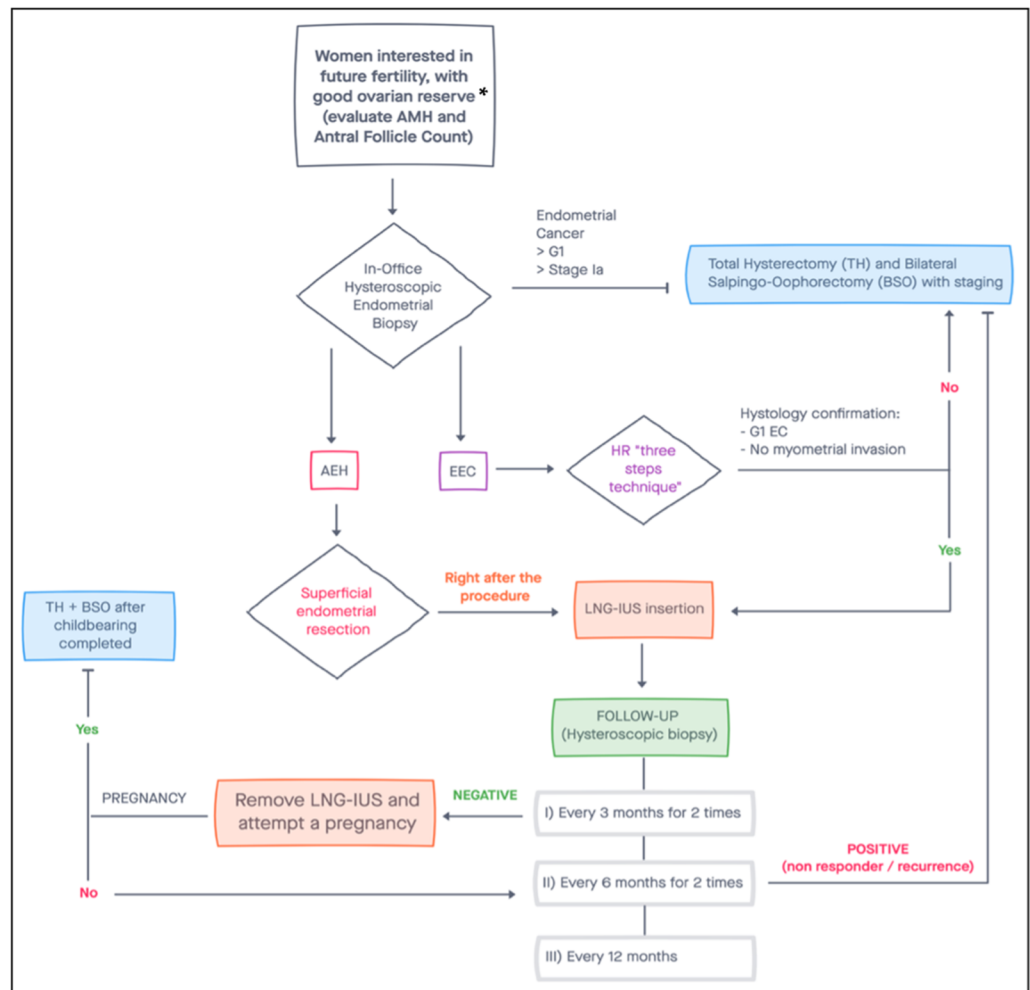 Women interested in
future fertility, with
good ovarian reserve *
(evaluate AMH and
Antral Follicle Count)
In-Office
Hysteroscopic
Endometrial
Biopsy
Endometrial
Cancer
> G1
> Stage Ia
Total Hysterectomy (TH) and Bilateral
Salpingo-Oophorectomy (BSO) with staging
No
AEH
EEC
HR "three
steps
technique"
Hystology confirmation:
- G1 EC
- No myometrial invasion
Yes
Superficial
endometrial
resection
Right after the
procedure
LNG-IUS insertion
TH + BSO after
childbearing
completed
FOLLOW-UP
(Hysteroscopic biopsy)
Yes
PREGNANCY
Remove LNG-IUS and
attempt a pregnancy
NEGATIVE
I) Every 3 months for 2 times
POSITIVE
(non responder / recurrence)
No
II) Every 6 months for 2 times
III) Every 12 months